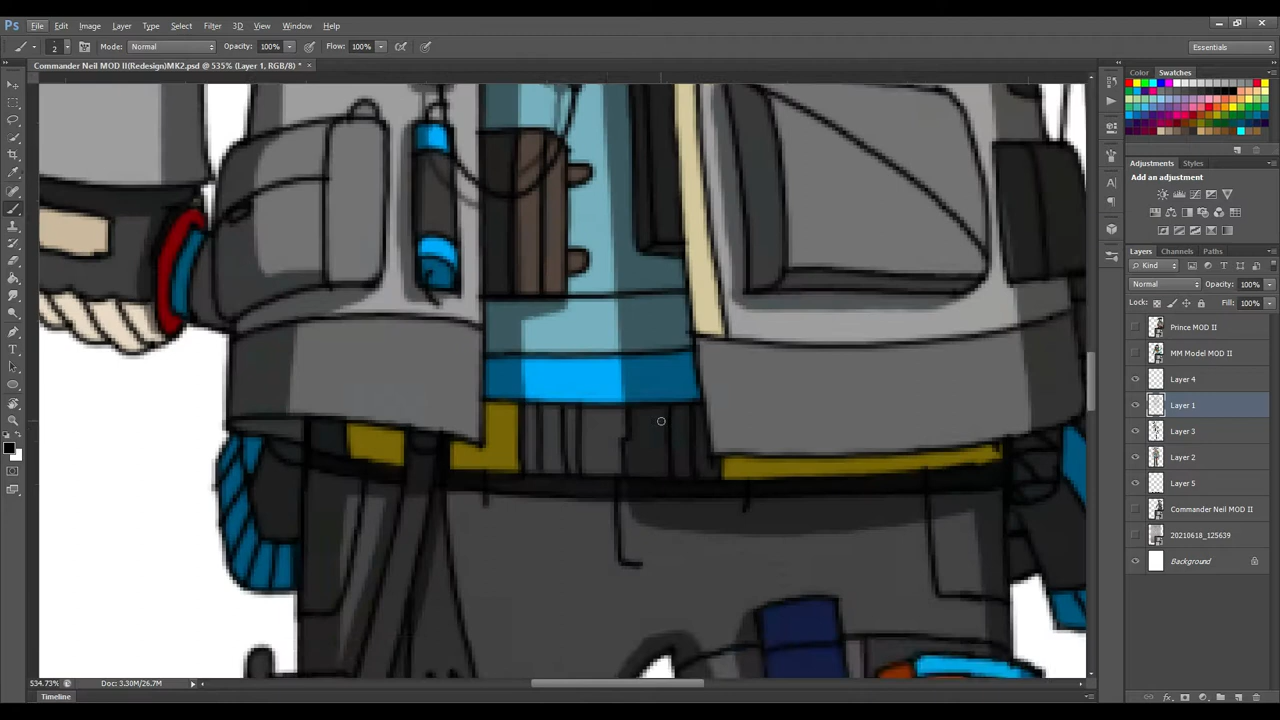 Ps File Edit Image Layer Type Select Filter 3D View Window Help
2 Mode: Normal Opacity: 100% Flow: 100% Essentials
Commander Neil MOD II(Redesign)MK2.psd @ 535% (Layer 1, RGB/8) * ×
Color Swatches
Adjustments Styles
Add an adjustment
Layers Channels Paths
Kind
Normal Opacity: 100%
Lock: Fill: 100%
Prince MOD II
MM Model MOD II
Layer 4
Layer 1
Layer 3
Layer 2
Layer 5
Commander Neil MOD II
20210618_125639
Background
534.73% Doc: 3.30M/26.7M
Timeline